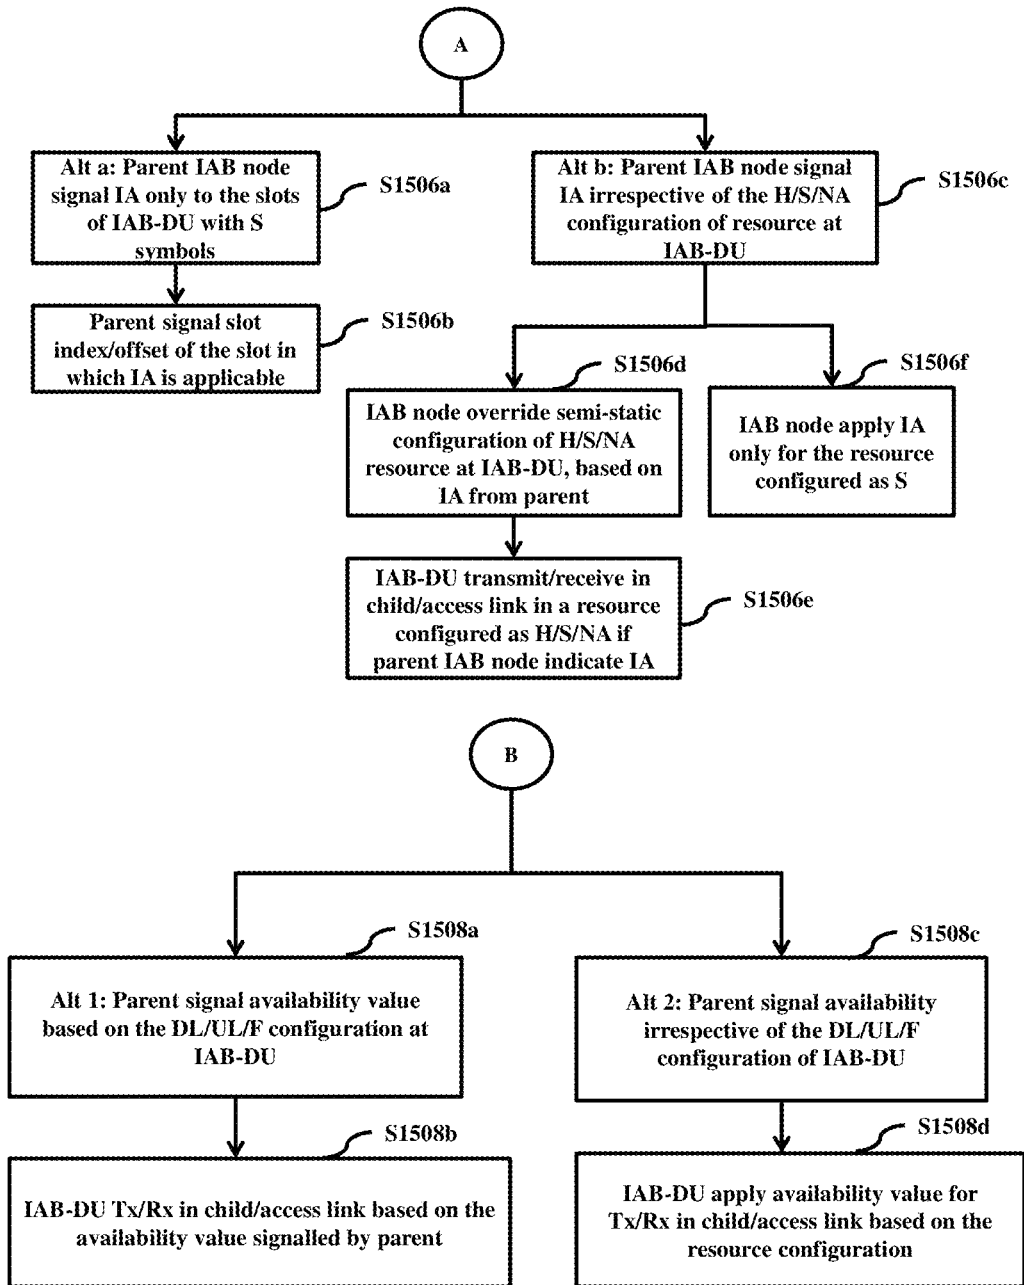 A
Alt a: Parent IAB node
signal IA only to the slots
of IAB-DU with S
symbols
S1506a
Alt b: Parent IAB node signal
IA irrespective of the H/S/NA
configuration of resource at
IAB-DU
S1506c
Parent signal slot
index/offset of the slot in
which IA is applicable
S1506b
S1506d
IAB node override semi-static
configuration of H/S/NA
resource at IAB-DU, based on
IA from parent
S1506f
IAB node apply IA
only for the resource
configured as S
IAB-DU transmit/receive in
child/access link in a resource
configured as H/S/NA if
parent IAB node indicate IA
S1506e
B
S1508a
Alt 1: Parent signal availability value
based on the DL/UL/F configuration at
IAB-DU
S1508c
Alt 2: Parent signal availability
irrespective of the DL/UL/F
configuration of IAB-DU
S1508b
IAB-DU Tx/Rx in child/access link based on the
availability value signalled by parent
S1508d
IAB-DU apply availability value for
Tx/Rx in child/access link based on the
resource configuration